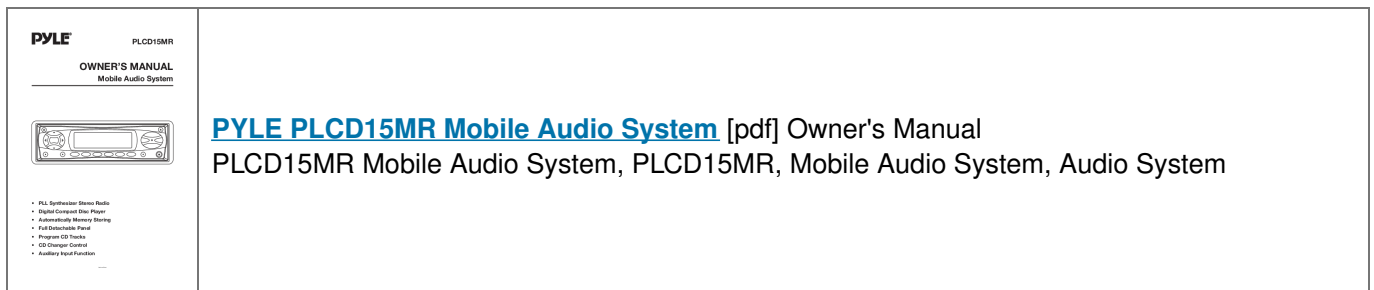 PYLE PLCD15MR
OWNER'S MANUAL
Mobile Audio System
• PLL Synthesizer Stereo Radio
• Digital Compact Disc Player
• Automatically Memory Storing
• Full Detachable Panel
• Program CD Tracks
• CD Changer Control
• Auxiliary Input Function
PYLE PLCD15MR Mobile Audio System [pdf] Owner's Manual
PLCD15MR Mobile Audio System, PLCD15MR, Mobile Audio System, Audio System